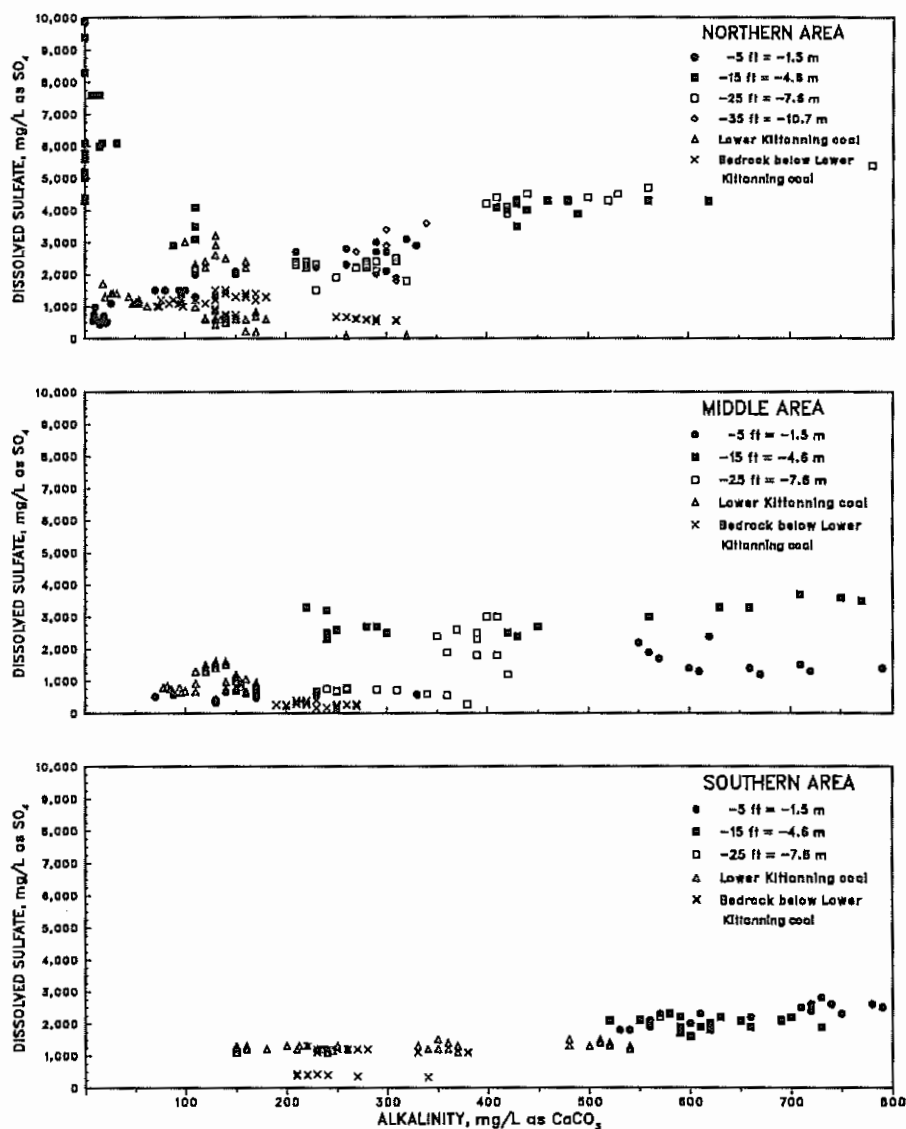 NORTHERN AREA
-5 ft = -1.5 m
-15 ft = -4.6 m
-25 ft = -7.6 m
-35 ft = -10.7 m
Lower Kittanning coal
Bedrock below Lower
Kittanning coal
DISSOLVED SULFATE, mg/L as SO₄
10,000
9,000
8,000
7,000
6,000
5,000
4,000
3,000
2,000
1,000
0
MIDDLE AREA
-5 ft = -1.5 m
-15 ft = -4.6 m
-25 ft = -7.6 m
Lower Kittanning coal
Bedrock below Lower
Kittanning coal
DISSOLVED SULFATE, mg/L as SO₄
10,000
9,000
8,000
7,000
6,000
5,000
4,000
3,000
2,000
1,000
0
SOUTHERN AREA
-5 ft = -1.5 m
-15 ft = -4.6 m
-25 ft = -7.6 m
Lower Kittanning coal
Bedrock below Lower
Kittanning coal
DISSOLVED SULFATE, mg/L as SO₄
10,000
9,000
8,000
7,000
6,000
5,000
4,000
3,000
2,000
1,000
0
100 200 300 400 500 600 700 800
ALKALINITY, mg/L as CaCO₃